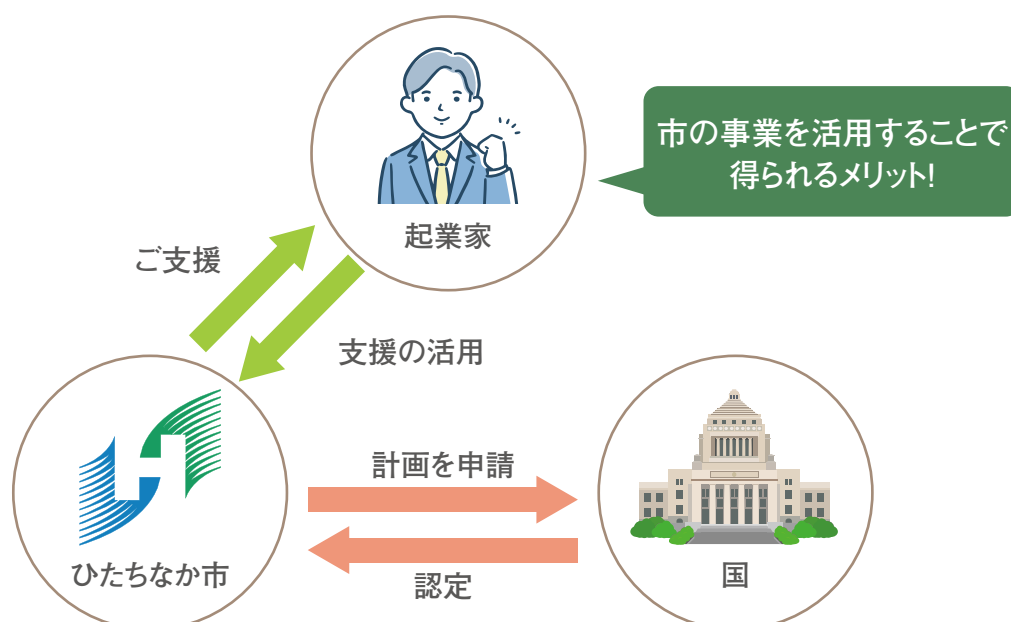 市の事業を活用することで
得られるメリット!
起業家
ご支援
支援の活用
計画を申請
ひたちなか市
認定
国